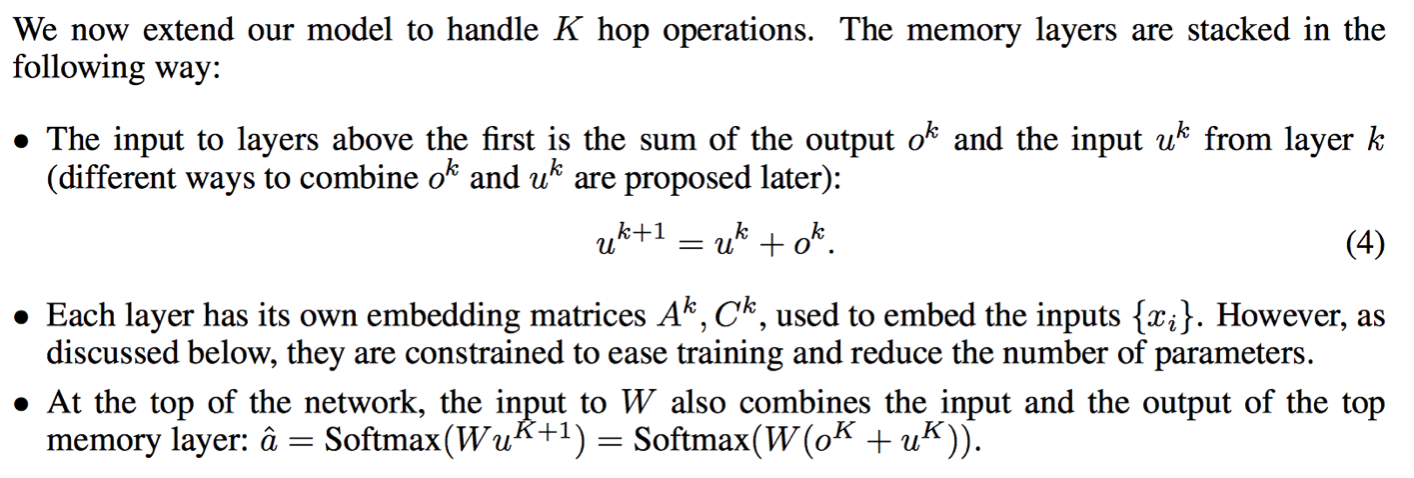 We now extend our model to handle K hop operations. The memory layers are stacked in the
following way:
• The input to layers above the first is the sum of the output o^k and the input u^k from layer k
(different ways to combine o^k and u^k are proposed later):
u^{k+1} = u^k + o^k. (4)
• Each layer has its own embedding matrices A^k, C^k, used to embed the inputs {x_i}. However, as
discussed below, they are constrained to ease training and reduce the number of parameters.
• At the top of the network, the input to W also combines the input and the output of the top
memory layer: â = Softmax(Wu^{K+1}) = Softmax(W(o^K + u^K)).